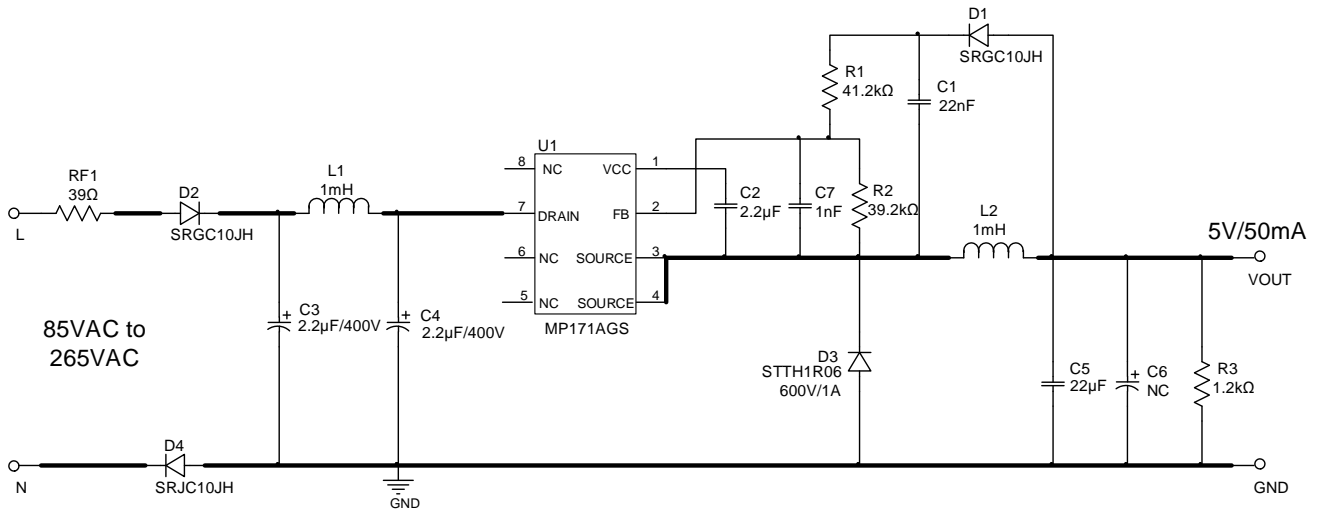 D1
SRGC10JH
R1
41.2kΩ
C1
22nF
U1
8
NC
VCC
1
7
DRAIN
FB
2
6
NC
SOURCE
3
5
NC
SOURCE
4
MP171AGS
RF1
39Ω
L
D2
SRGC10JH
L1
1mH
C2
2.2µF
C7
1nF
R2
39.2kΩ
L2
1mH
5V/50mA
VOUT
85VAC to
265VAC
C3
2.2µF/400V
C4
2.2µF/400V
D3
STTH1R06
600V/1A
C5
22µF
C6
NC
R3
1.2kΩ
N
D4
SRJC10JH
GND
GND